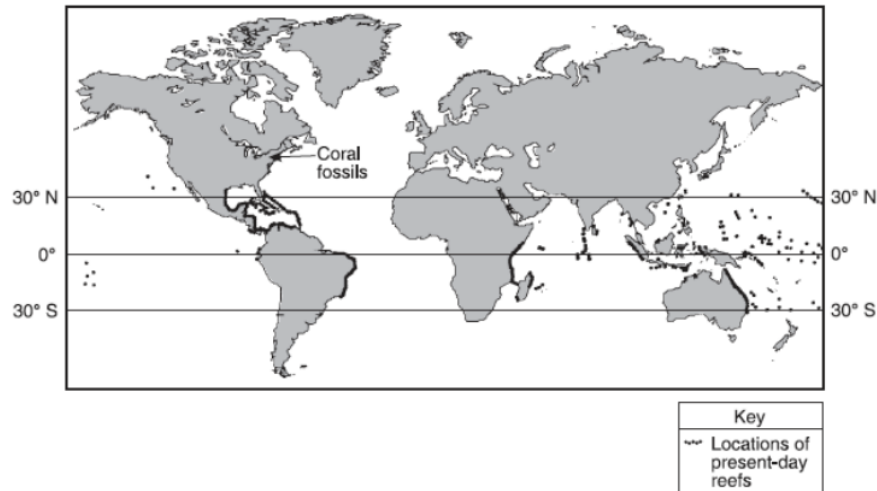 Coral
fossils
30° N
30° N
0°
0°
30° S
30° S
Key
Locations of
present-day
reefs